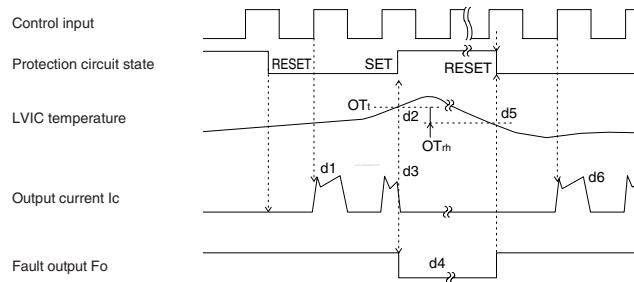 Control input
Protection circuit state
RESET
SET
RESET
LVIC temperature
OTt
d2
d5
OTrh
Output current Ic
d1
d3
d6
Fault output Fo
d4